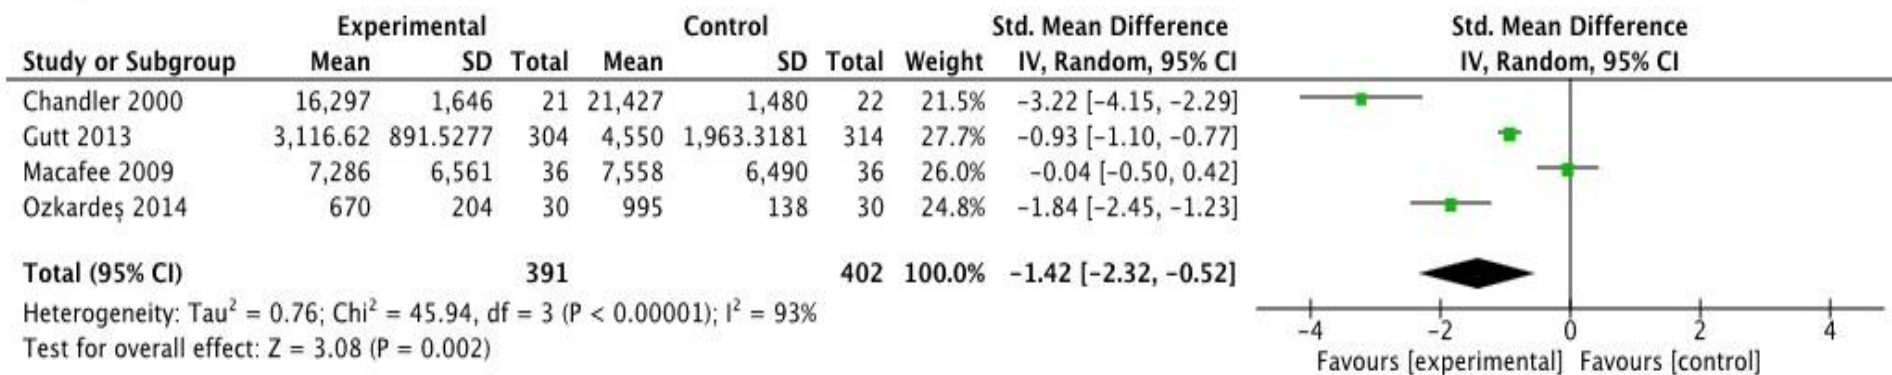 Experimental Control Std. Mean Difference Std. Mean Difference
Study or Subgroup Mean SD Total Mean SD Total Weight IV, Random, 95% CI IV, Random, 95% CI
Chandler 2000 16,297 1,646 21 21,427 1,480 22 21.5% −3.22 [−4.15, −2.29]
Gutt 2013 3,116.62 891.5277 304 4,550 1,963.3181 314 27.7% −0.93 [−1.10, −0.77]
Macafee 2009 7,286 6,561 36 7,558 6,490 36 26.0% −0.04 [−0.50, 0.42]
Ozkardeş 2014 670 204 30 995 138 30 24.8% −1.84 [−2.45, −1.23]
Total (95% CI) 391 402 100.0% −1.42 [−2.32, −0.52]
Heterogeneity: Tau² = 0.76; Chi² = 45.94, df = 3 (P < 0.00001); I² = 93%
Test for overall effect: Z = 3.08 (P = 0.002)
−4 −2 0 2 4
Favours [experimental] Favours [control]